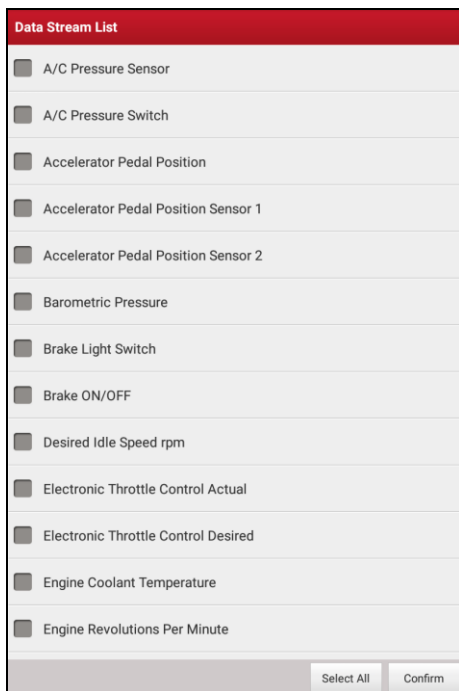 Data Stream List
A/C Pressure Sensor
A/C Pressure Switch
Accelerator Pedal Position
Accelerator Pedal Position Sensor 1
Accelerator Pedal Position Sensor 2
Barometric Pressure
Brake Light Switch
Brake ON/OFF
Desired Idle Speed rpm
Electronic Throttle Control Actual
Electronic Throttle Control Desired
Engine Coolant Temperature
Engine Revolutions Per Minute
Select All Confirm